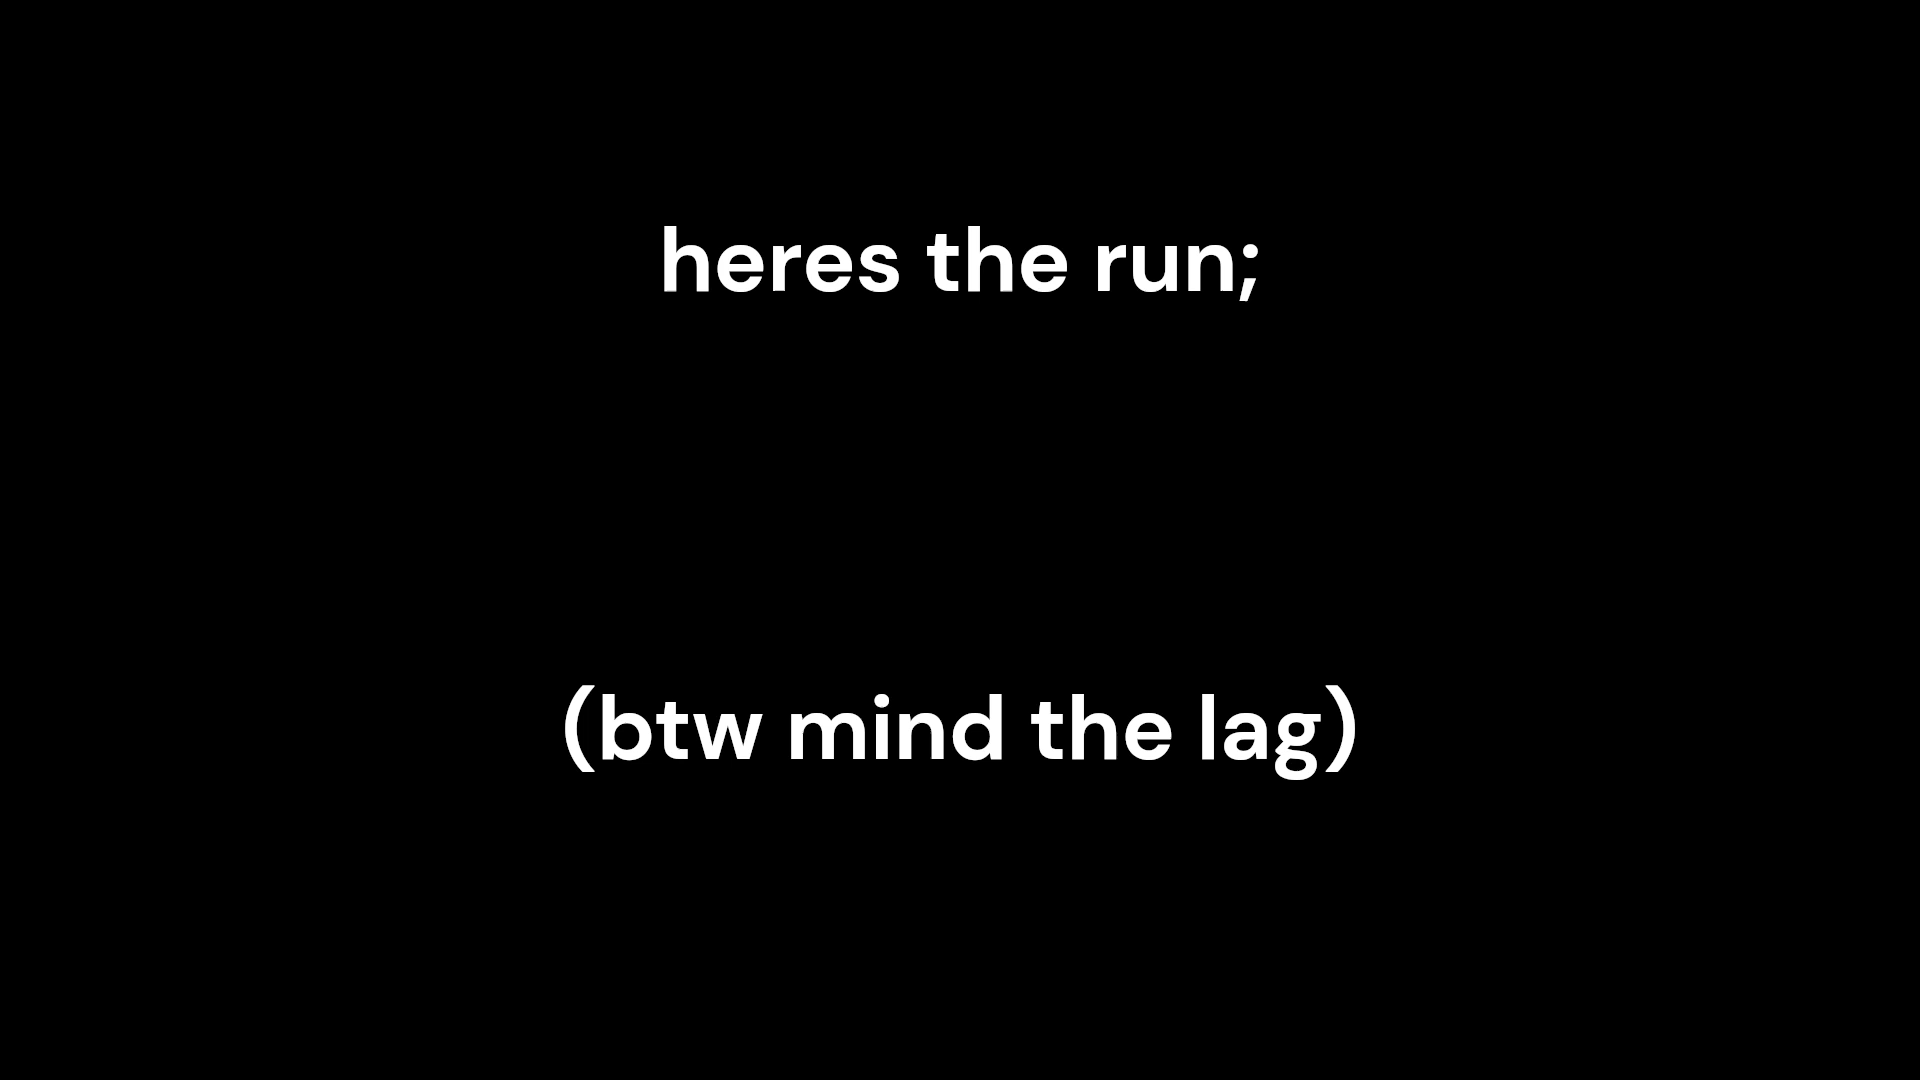 heres the run;
(btw mind the lag)